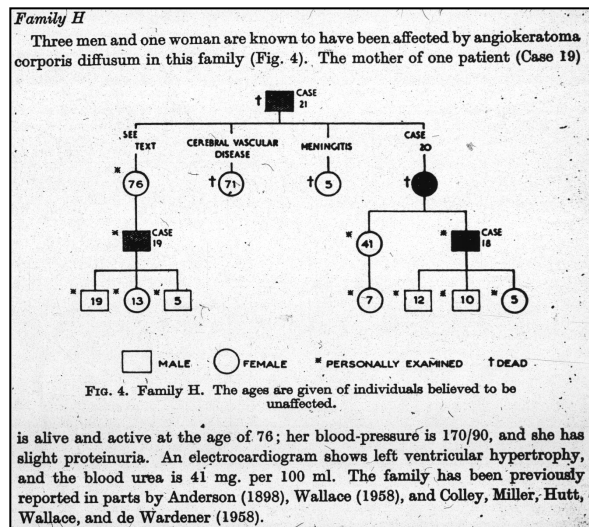 Family H
Three men and one woman are known to have been affected by angiokeratoma
corporis diffusum in this family (Fig. 4). The mother of one patient (Case 19)
† CASE 21
SEE TEXT
CEREBRAL VASCULAR DISEASE
MENINGITIS
CASE 20
* 76
† 71
† 5
†
* CASE 19
* 41
* CASE 18
* 19
* 13
* 5
* 7
* 12
* 10
* 5
MALE FEMALE * PERSONALLY EXAMINED † DEAD
FIG. 4. Family H. The ages are given of individuals believed to be
unaffected.
is alive and active at the age of 76; her blood-pressure is 170/90, and she has
slight proteinuria. An electrocardiogram shows left ventricular hypertrophy,
and the blood urea is 41 mg. per 100 ml. The family has been previously
reported in parts by Anderson (1898), Wallace (1958), and Colley, Miller, Hutt,
Wallace, and de Wardener (1958).